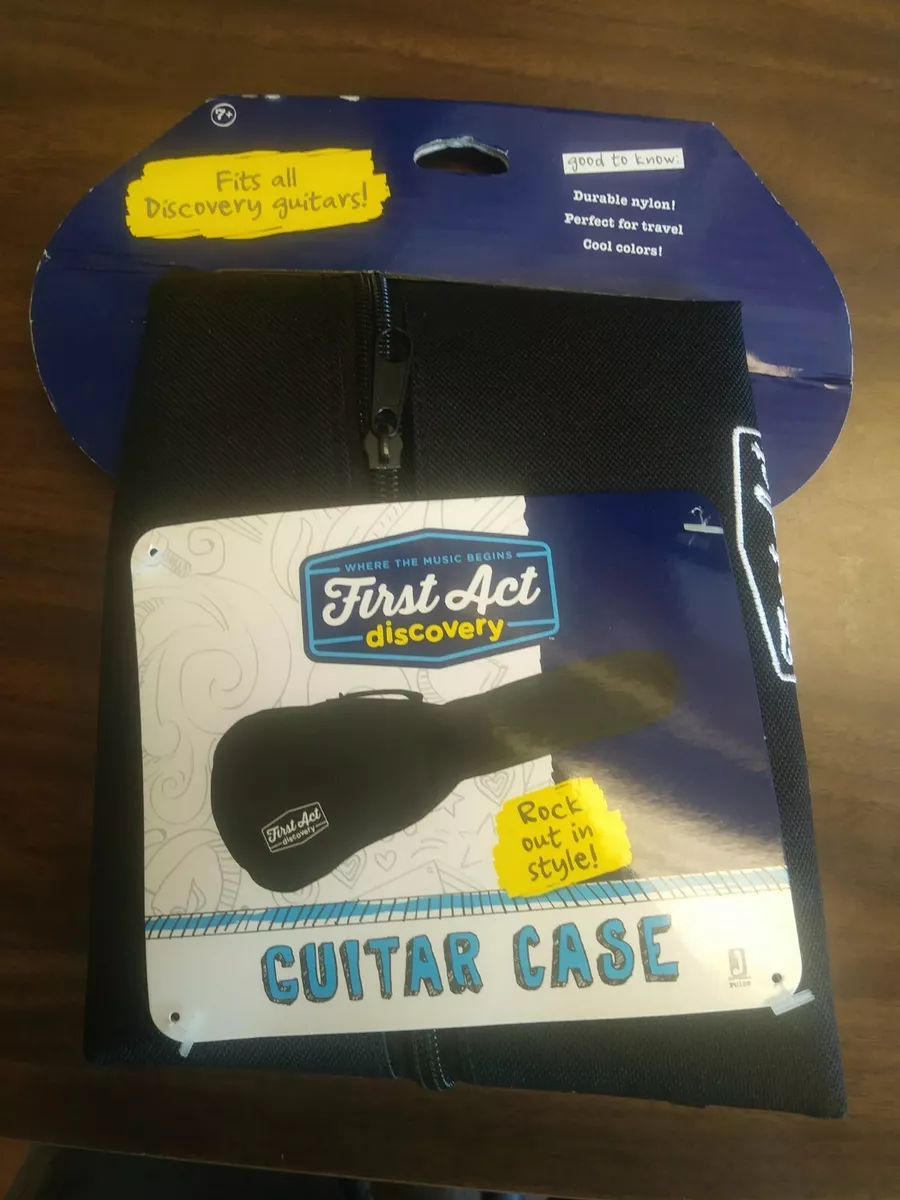 7+
Fits all
Discovery guitars!
good to know:
Durable nylon!
Perfect for travel
Cool colors!
WHERE THE MUSIC BEGINS
First Act
discovery
First Act
discovery
Rock
out in
style!
GUITAR CASE